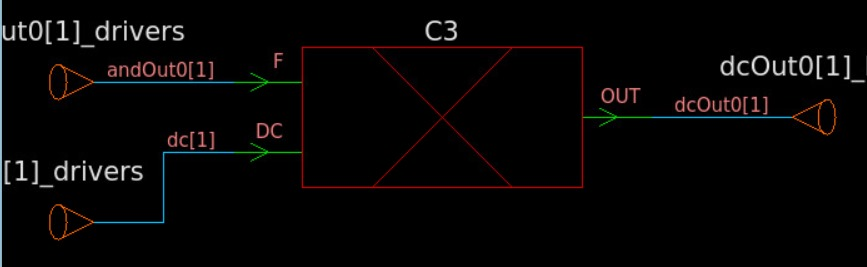 ut0[1]_drivers
C3
andOut0[1]
F
dcOut0[1]_
OUT
dcOut0[1]
dc[1]
DC
[1]_drivers